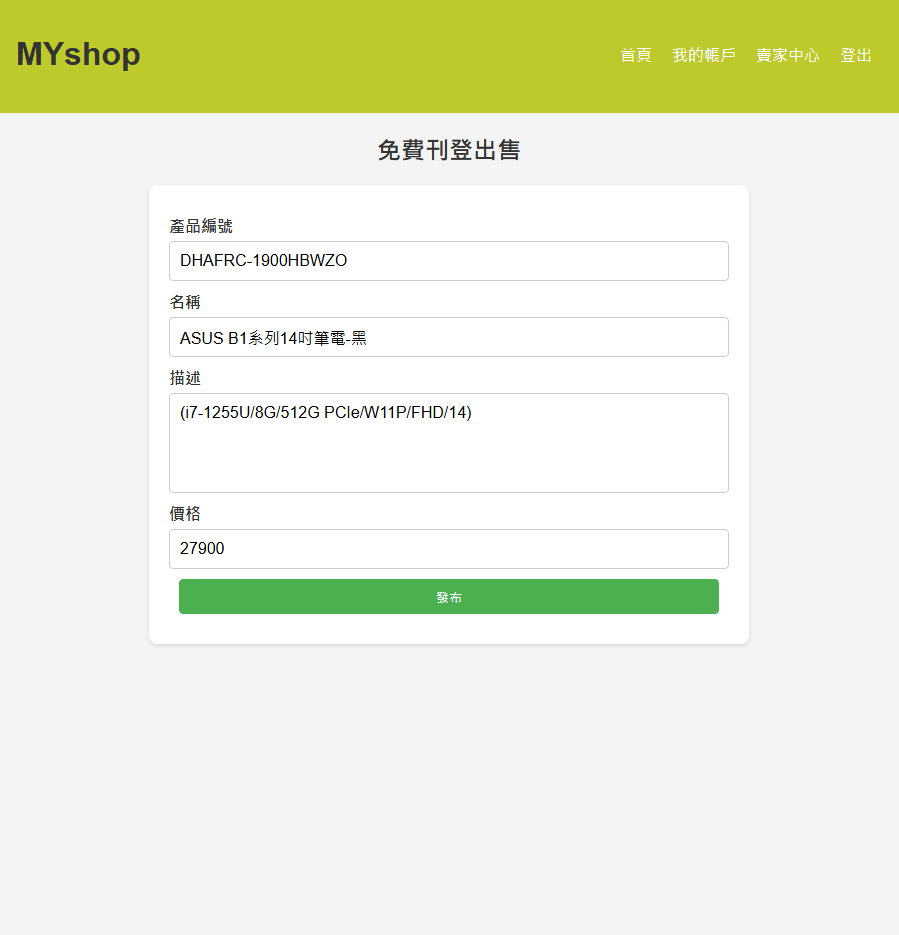 MYshop
首頁 我的帳戶 賣家中心 登出
免費刊登出售
產品編號
DHAFRC-1900HBWZO
名稱
ASUS B1系列14吋筆電-黑
描述
(i7-1255U/8G/512G PCIe/W11P/FHD/14)
價格
27900
發布